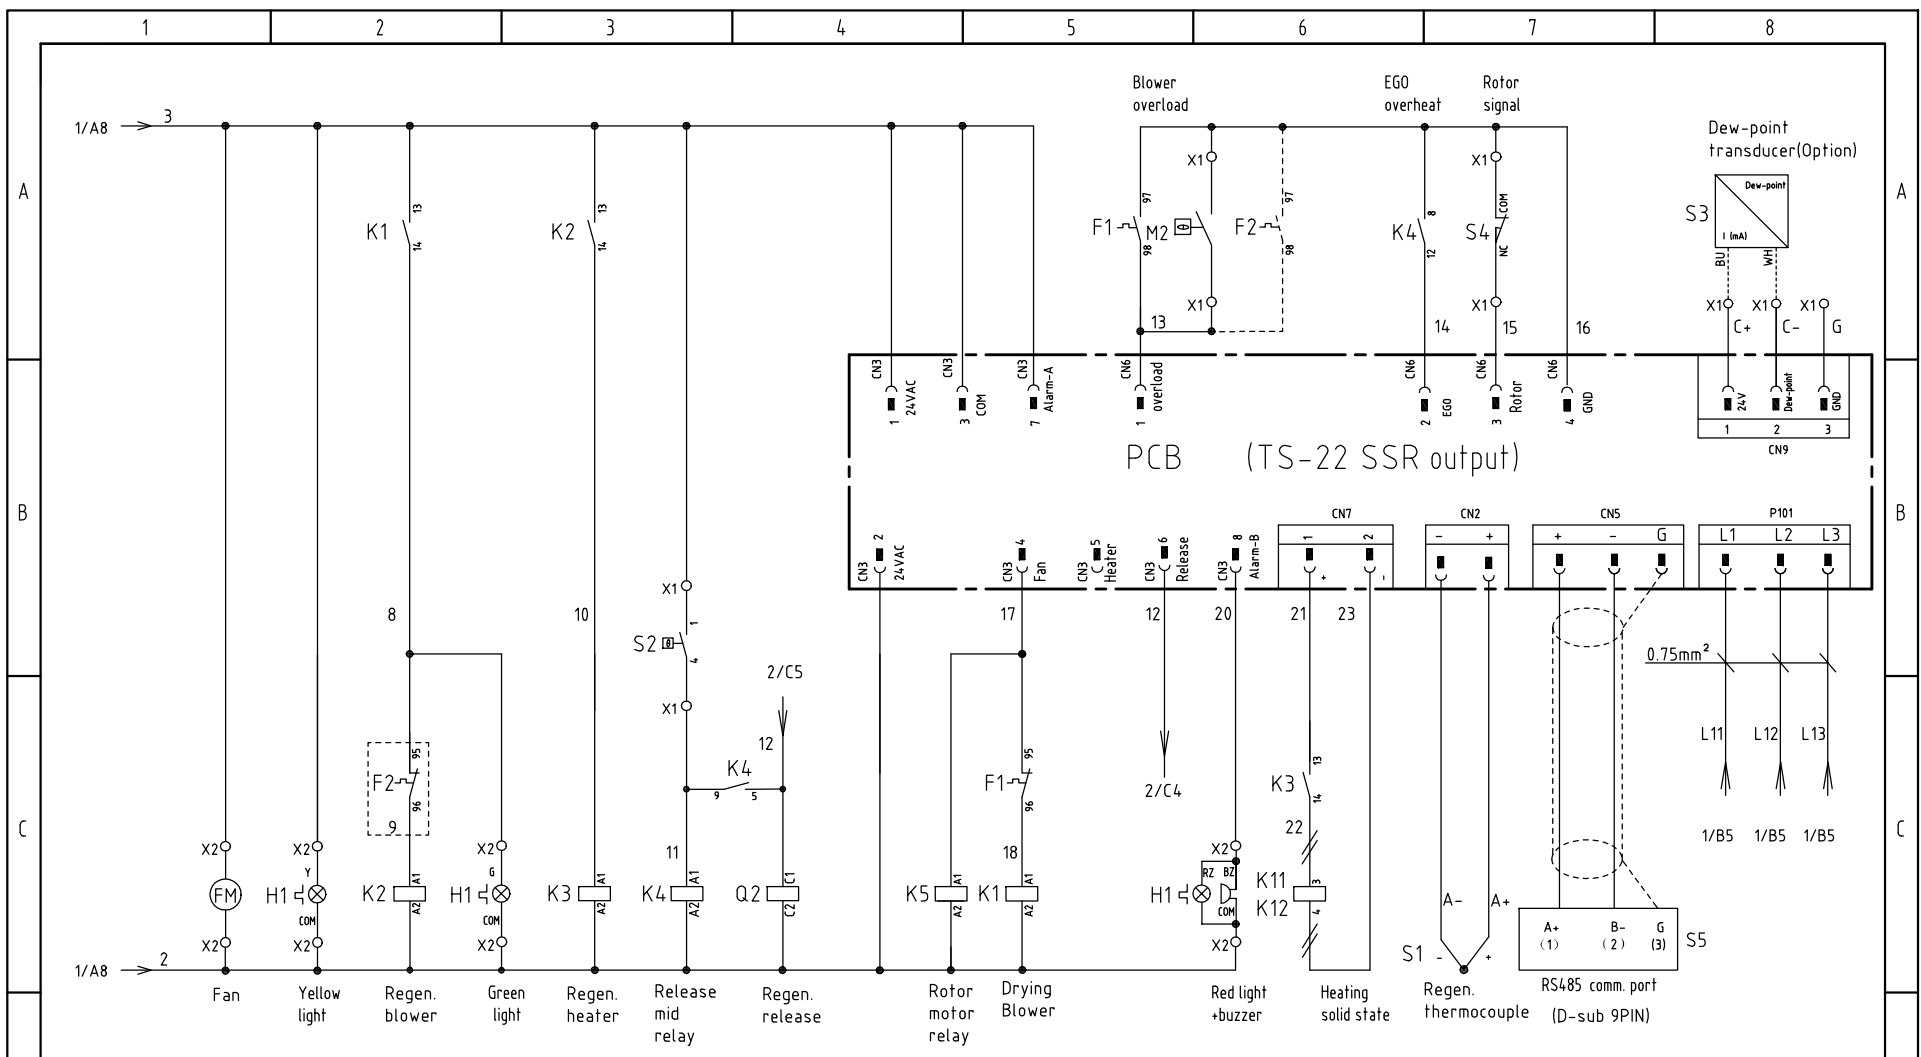 1 2 3 4 5 6 7 8
A A
B B
C C
1/A8 3
Blower
overload
EGO
overheat
Rotor
signal
Dew-point
transducer(Option)
K1 13 14
K2 13 14
F1 97 98
X1 M2 X1
F2 97 98
K4 8 12
X1 S4 COM NC X1
S3 Dew-point I (mA)
BU WH
X1 X1 X1
C+ C- G
13 14 15 16
CN3 1 24VAC
CN3 3 COM
CN3 7 Alarm-A
CN6 1 overload
CN6 2 EGO
CN6 3 Rotor
CN6 4 GND
24V Dew-point GND
1 2 3
CN9
PCB (TS-22 SSR output)
CN3 2 24VAC
CN3 4 Fan
CN3 5 Heater
CN3 6 Release
CN3 8 Alarm-B
CN7
1 2
+ -
CN2
- +
CN5
+ - G
P101
L1 L2 L3
8 10 17 12 20 21 23
X1
S2 1 4
X1
2/C5
12
K4
9 5
0.75mm²
L11 L12 L13
1/B5 1/B5 1/B5
F2 95 96
9
F1 95 96
2/C4
K3 13 14
22
11 18
X2 X2 X2 X2
FM
H1 Y COM
K2 A1 A2
H1 G COM
K3 A1 A2
K4 A1 A2
Q2 C1 C2
K5 A1 A2
K1 A1 A2
H1 RZ BZ COM
K11 3
K12 4
A- A+
S1 - +
A+ B- G
(1) (2) (3)
S5
X2 X2 X2 X2
1/A8 2
Fan
Yellow
light
Regen.
blower
Green
light
Regen.
heater
Release
mid
relay
Regen.
release
Rotor
motor
relay
Drying
Blower
Red light
+buzzer
Heating
solid state
Regen.
thermocouple
RS485 comm. port
(D-sub 9PIN)